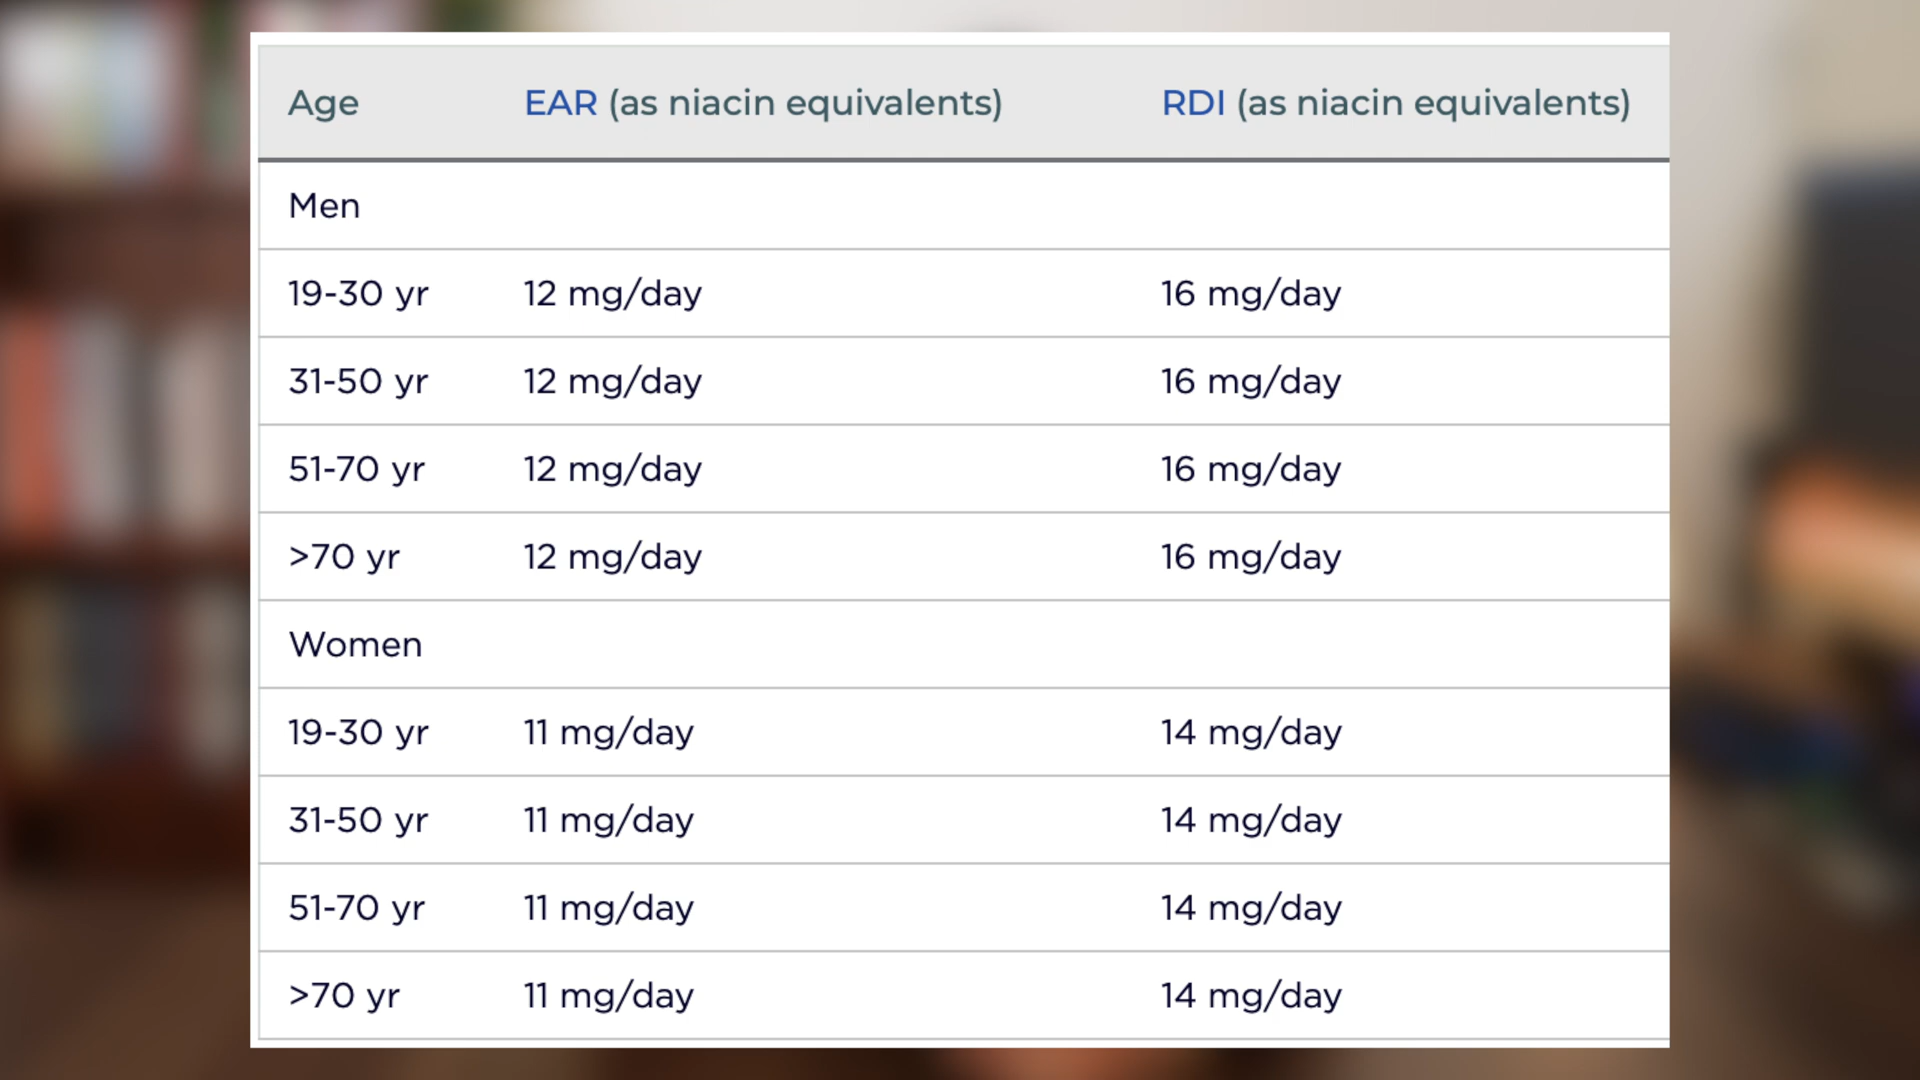 Age EAR (as niacin equivalents) RDI (as niacin equivalents)
Men
19-30 yr 12 mg/day 16 mg/day
31-50 yr 12 mg/day 16 mg/day
51-70 yr 12 mg/day 16 mg/day
>70 yr 12 mg/day 16 mg/day
Women
19-30 yr 11 mg/day 14 mg/day
31-50 yr 11 mg/day 14 mg/day
51-70 yr 11 mg/day 14 mg/day
>70 yr 11 mg/day 14 mg/day